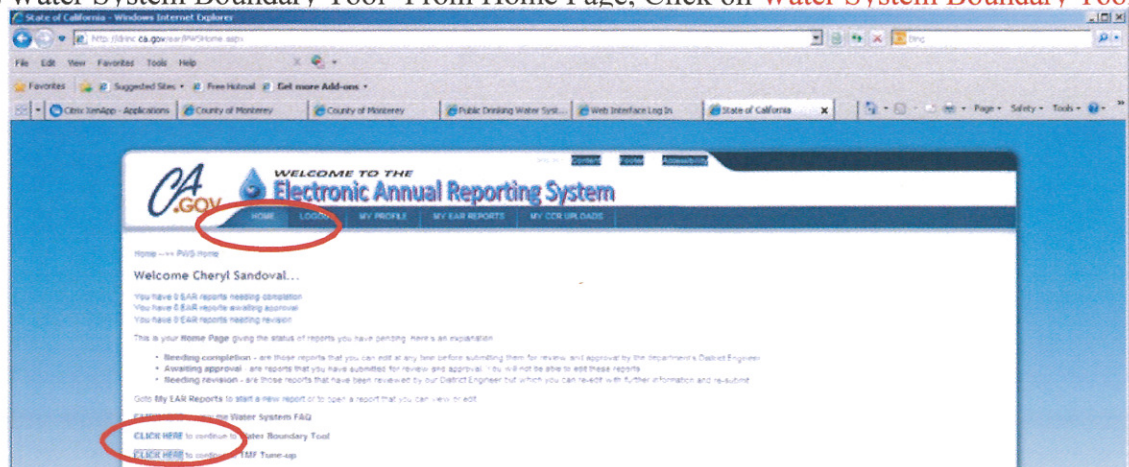 Water System Boundary Tool From Home Page, Click on Water System Boundary Tool
State of California - Windows Internet Explorer
http://drinc.ca.gov/ear/PWSHome.aspx
Bing
File Edit View Favorites Tools Help
Favorites Suggested Sites Free Hotmail Get more Add-ons
Citrix XenApp - Applications County of Monterey County of Monterey Public Drinking Water Syst... Web Interface Log In State of California Page Safety Tools
Content Footer Accessibility
CA.GOV
WELCOME TO THE
Electronic Annual Reporting System
HOME LOGOUT MY PROFILE MY EAR REPORTS MY CCR UPLOADS
Home -->> PWS Home
Welcome Cheryl Sandoval...
You have 0 EAR reports needing completion
You have 0 EAR reports awaiting approval
You have 0 EAR reports needing revision
This is your Home Page giving the status of reports you have pending here's an explanation
• Needing completion - are those reports that you can edit at any time before submitting them for review and approval by the department's District Engineer
• Awaiting approval - are reports that you have submitted for review and approval. You will not be able to edit these reports
• Needing revision - are those reports that have been reviewed by our District Engineer but which you can re-edit with further information and re-submit
Goto My EAR Reports to start a new report or to open a report that you can view or edit
CLICK HERE Water System FAQ
CLICK HERE to continue to Water Boundary Tool
CLICK HERE to continue to TMF Tune-up